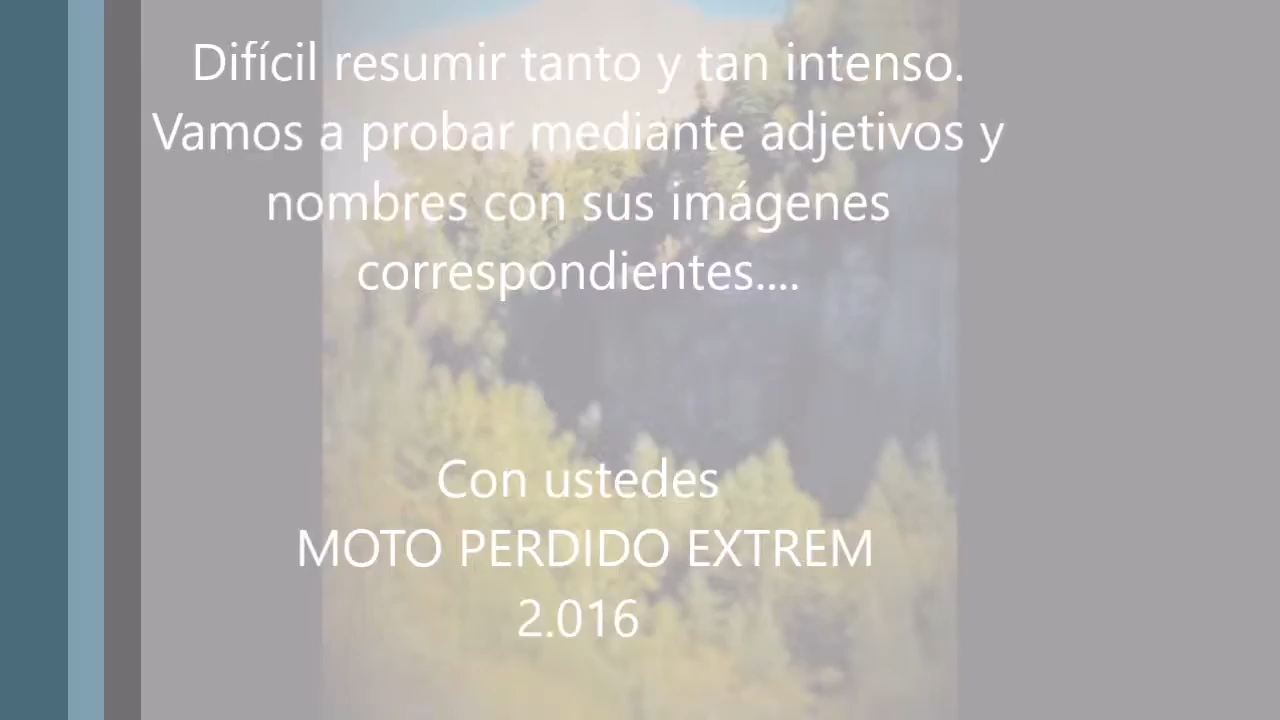 Difícil resumir tanto y tan intenso.
Vamos a probar mediante adjetivos y
nombres con sus imágenes
correspondientes....
Con ustedes
MOTO PERDIDO EXTREM
2.016